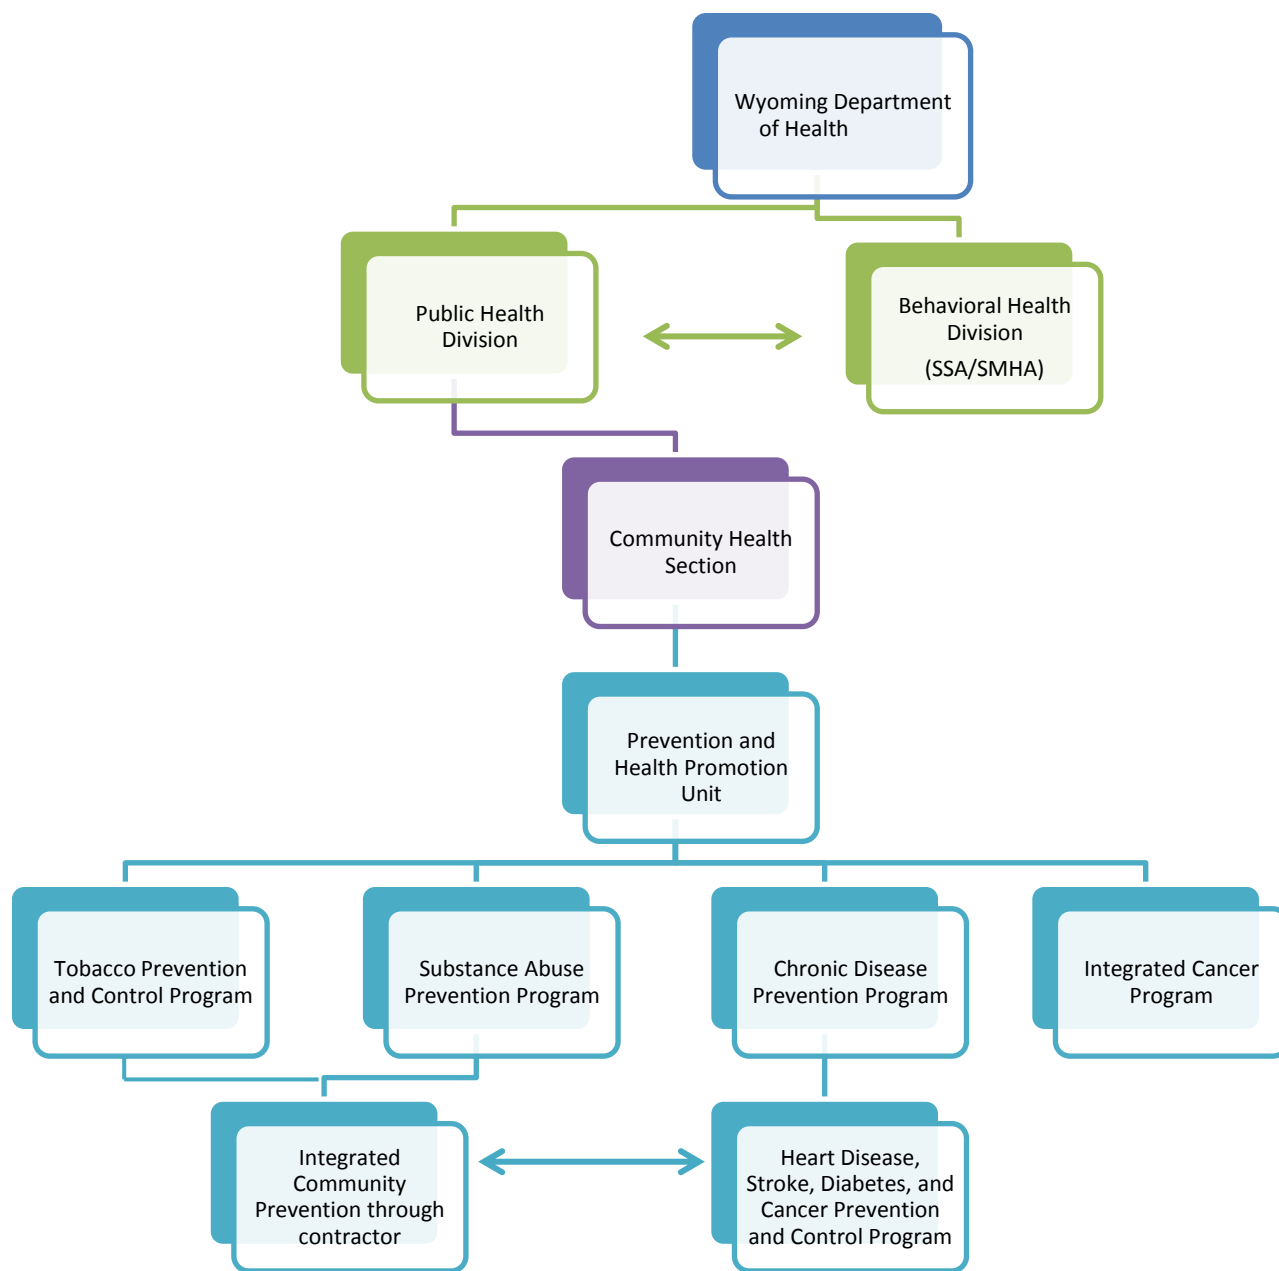 Wyoming Department
of Health
Public Health
Division
Behavioral Health
Division
(SSA/SMHA)
Community Health
Section
Prevention and
Health Promotion
Unit
Tobacco Prevention
and Control Program
Substance Abuse
Prevention Program
Chronic Disease
Prevention Program
Integrated Cancer
Program
Integrated
Community
Prevention through
contractor
Heart Disease,
Stroke, Diabetes, and
Cancer Prevention
and Control Program